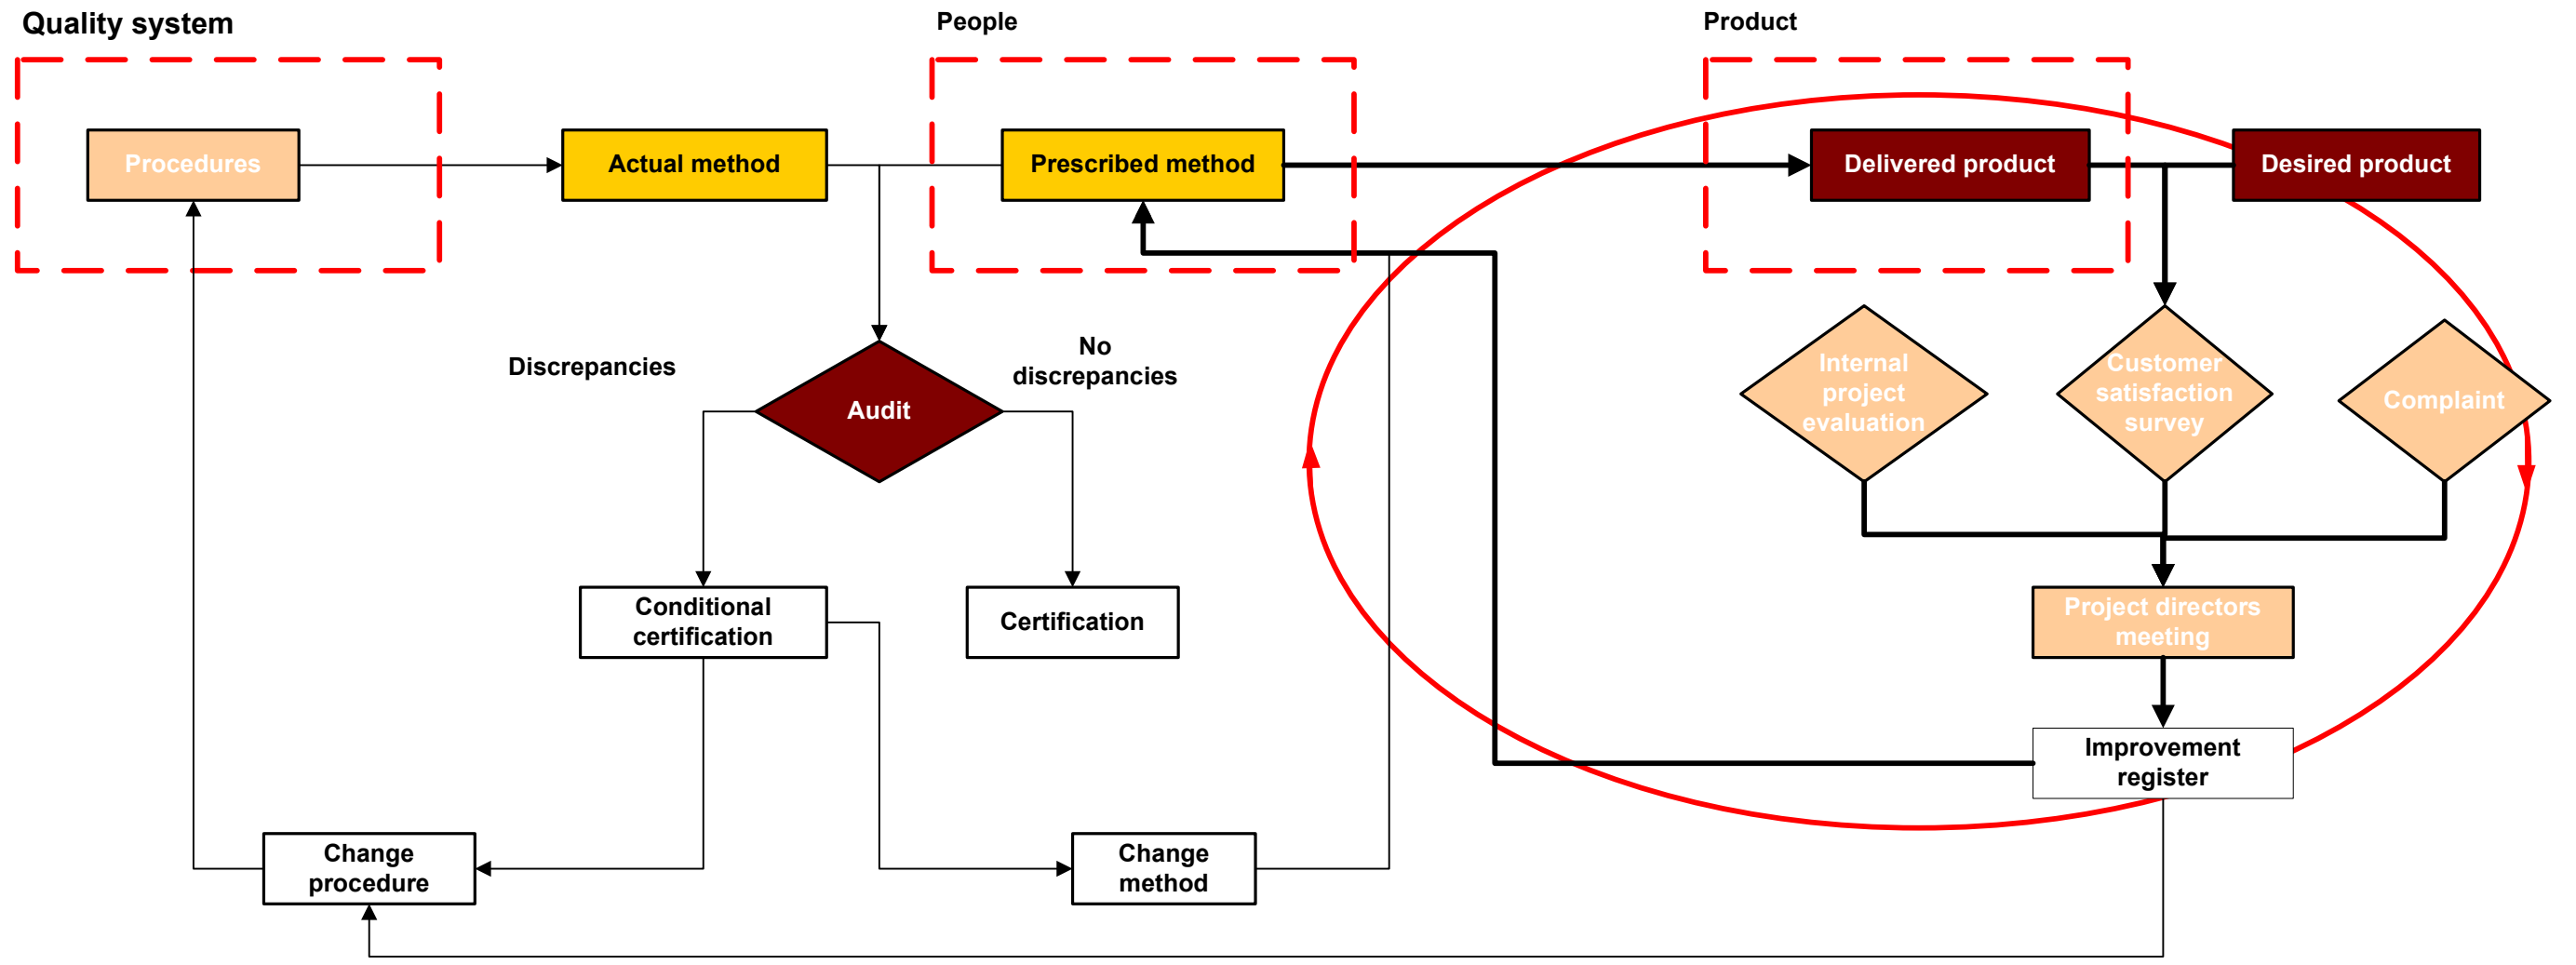 Quality system
People
Product
Procedures
Actual method
Prescribed method
Delivered product
Desired product
Discrepancies
No
discrepancies
Audit
Internal
project
evaluation
Customer
satisfaction
survey
Complaint
Conditional
certification
Certification
Project directors
meeting
Improvement
register
Change
procedure
Change
method